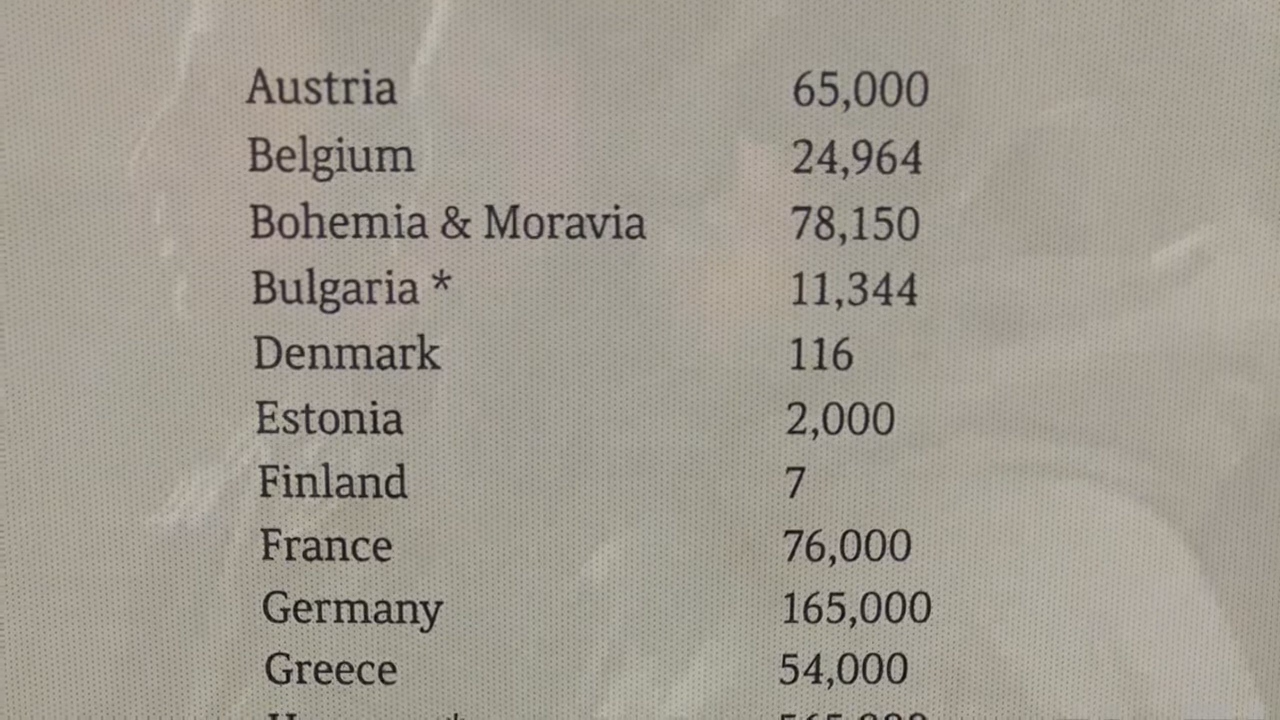 Austria 65,000
Belgium 24,964
Bohemia & Moravia 78,150
Bulgaria * 11,344
Denmark 116
Estonia 2,000
Finland 7
France 76,000
Germany 165,000
Greece 54,000